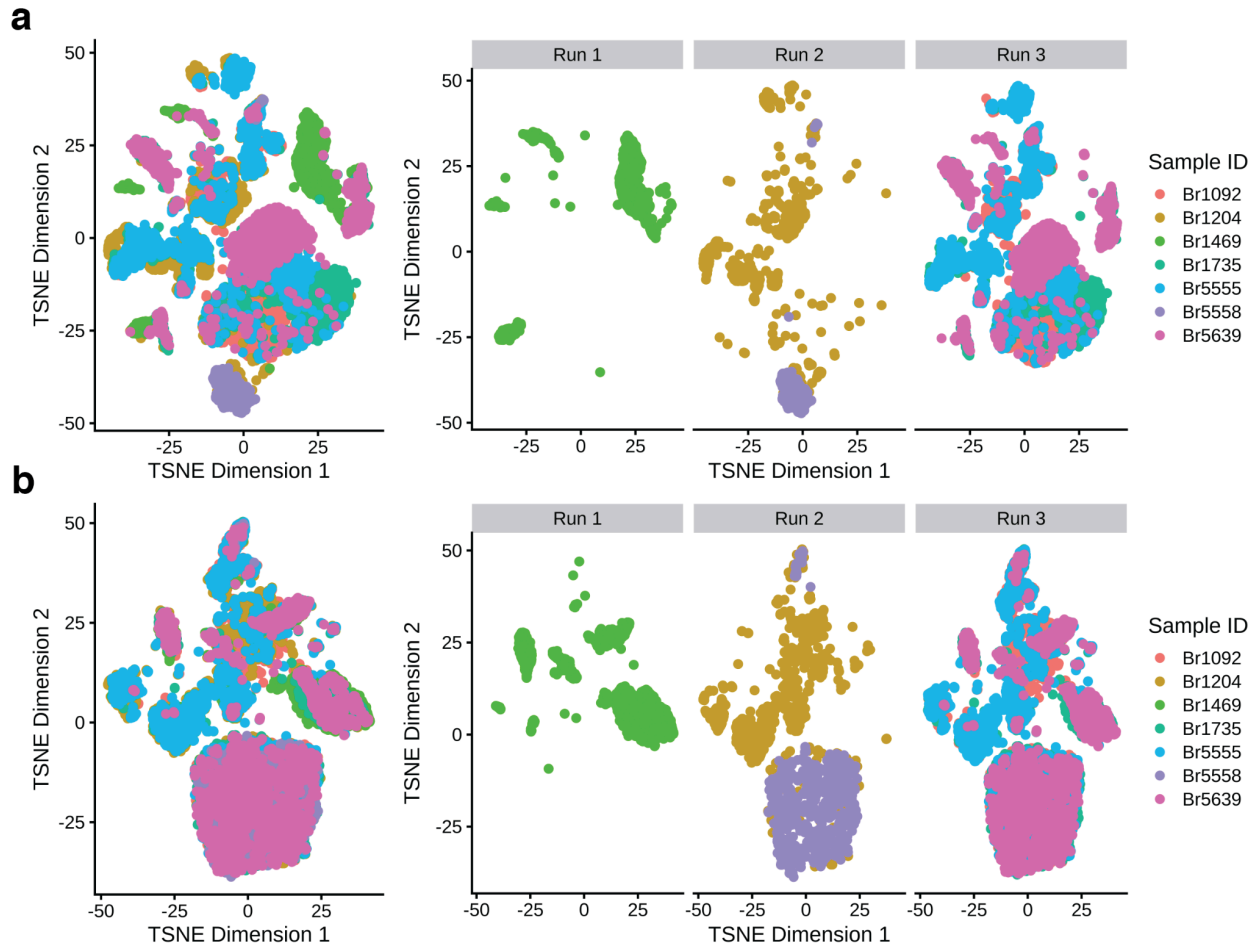 a
Run 1 Run 2 Run 3
50
25
0
-25
-50
TSNE Dimension 2
-25 0 25
TSNE Dimension 1
50
25
0
-25
-50
TSNE Dimension 2
-25 0 25 -25 0 25 -25 0 25
TSNE Dimension 1
Sample ID
Br1092
Br1204
Br1469
Br1735
Br5555
Br5558
Br5639
b
Run 1 Run 2 Run 3
50
25
0
-25
TSNE Dimension 2
-50 -25 0 25
TSNE Dimension 1
50
25
0
-25
TSNE Dimension 2
-50 -25 0 25 -50 -25 0 25 -50 -25 0 25
TSNE Dimension 1
Sample ID
Br1092
Br1204
Br1469
Br1735
Br5555
Br5558
Br5639